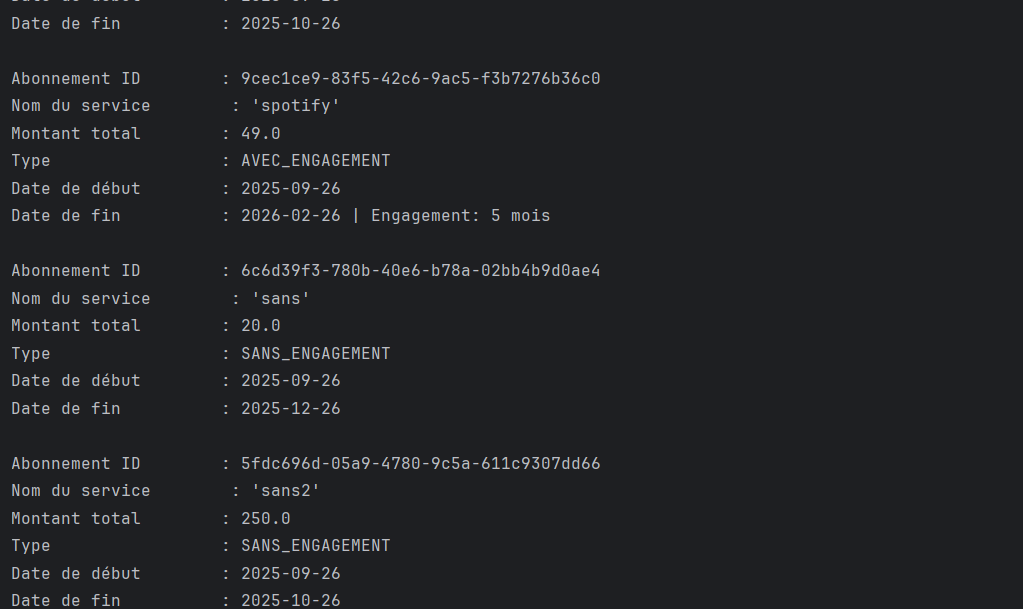 Date de début : 2025-09-26
Date de fin : 2025-10-26
Abonnement ID : 9cec1ce9-83f5-42c6-9ac5-f3b7276b36c0
Nom du service : 'spotify'
Montant total : 49.0
Type : AVEC_ENGAGEMENT
Date de début : 2025-09-26
Date de fin : 2026-02-26 | Engagement: 5 mois
Abonnement ID : 6c6d39f3-780b-40e6-b78a-02bb4b9d0ae4
Nom du service : 'sans'
Montant total : 20.0
Type : SANS_ENGAGEMENT
Date de début : 2025-09-26
Date de fin : 2025-12-26
Abonnement ID : 5fdc696d-05a9-4780-9c5a-611c9307dd66
Nom du service : 'sans2'
Montant total : 250.0
Type : SANS_ENGAGEMENT
Date de début : 2025-09-26
Date de fin : 2025-10-26